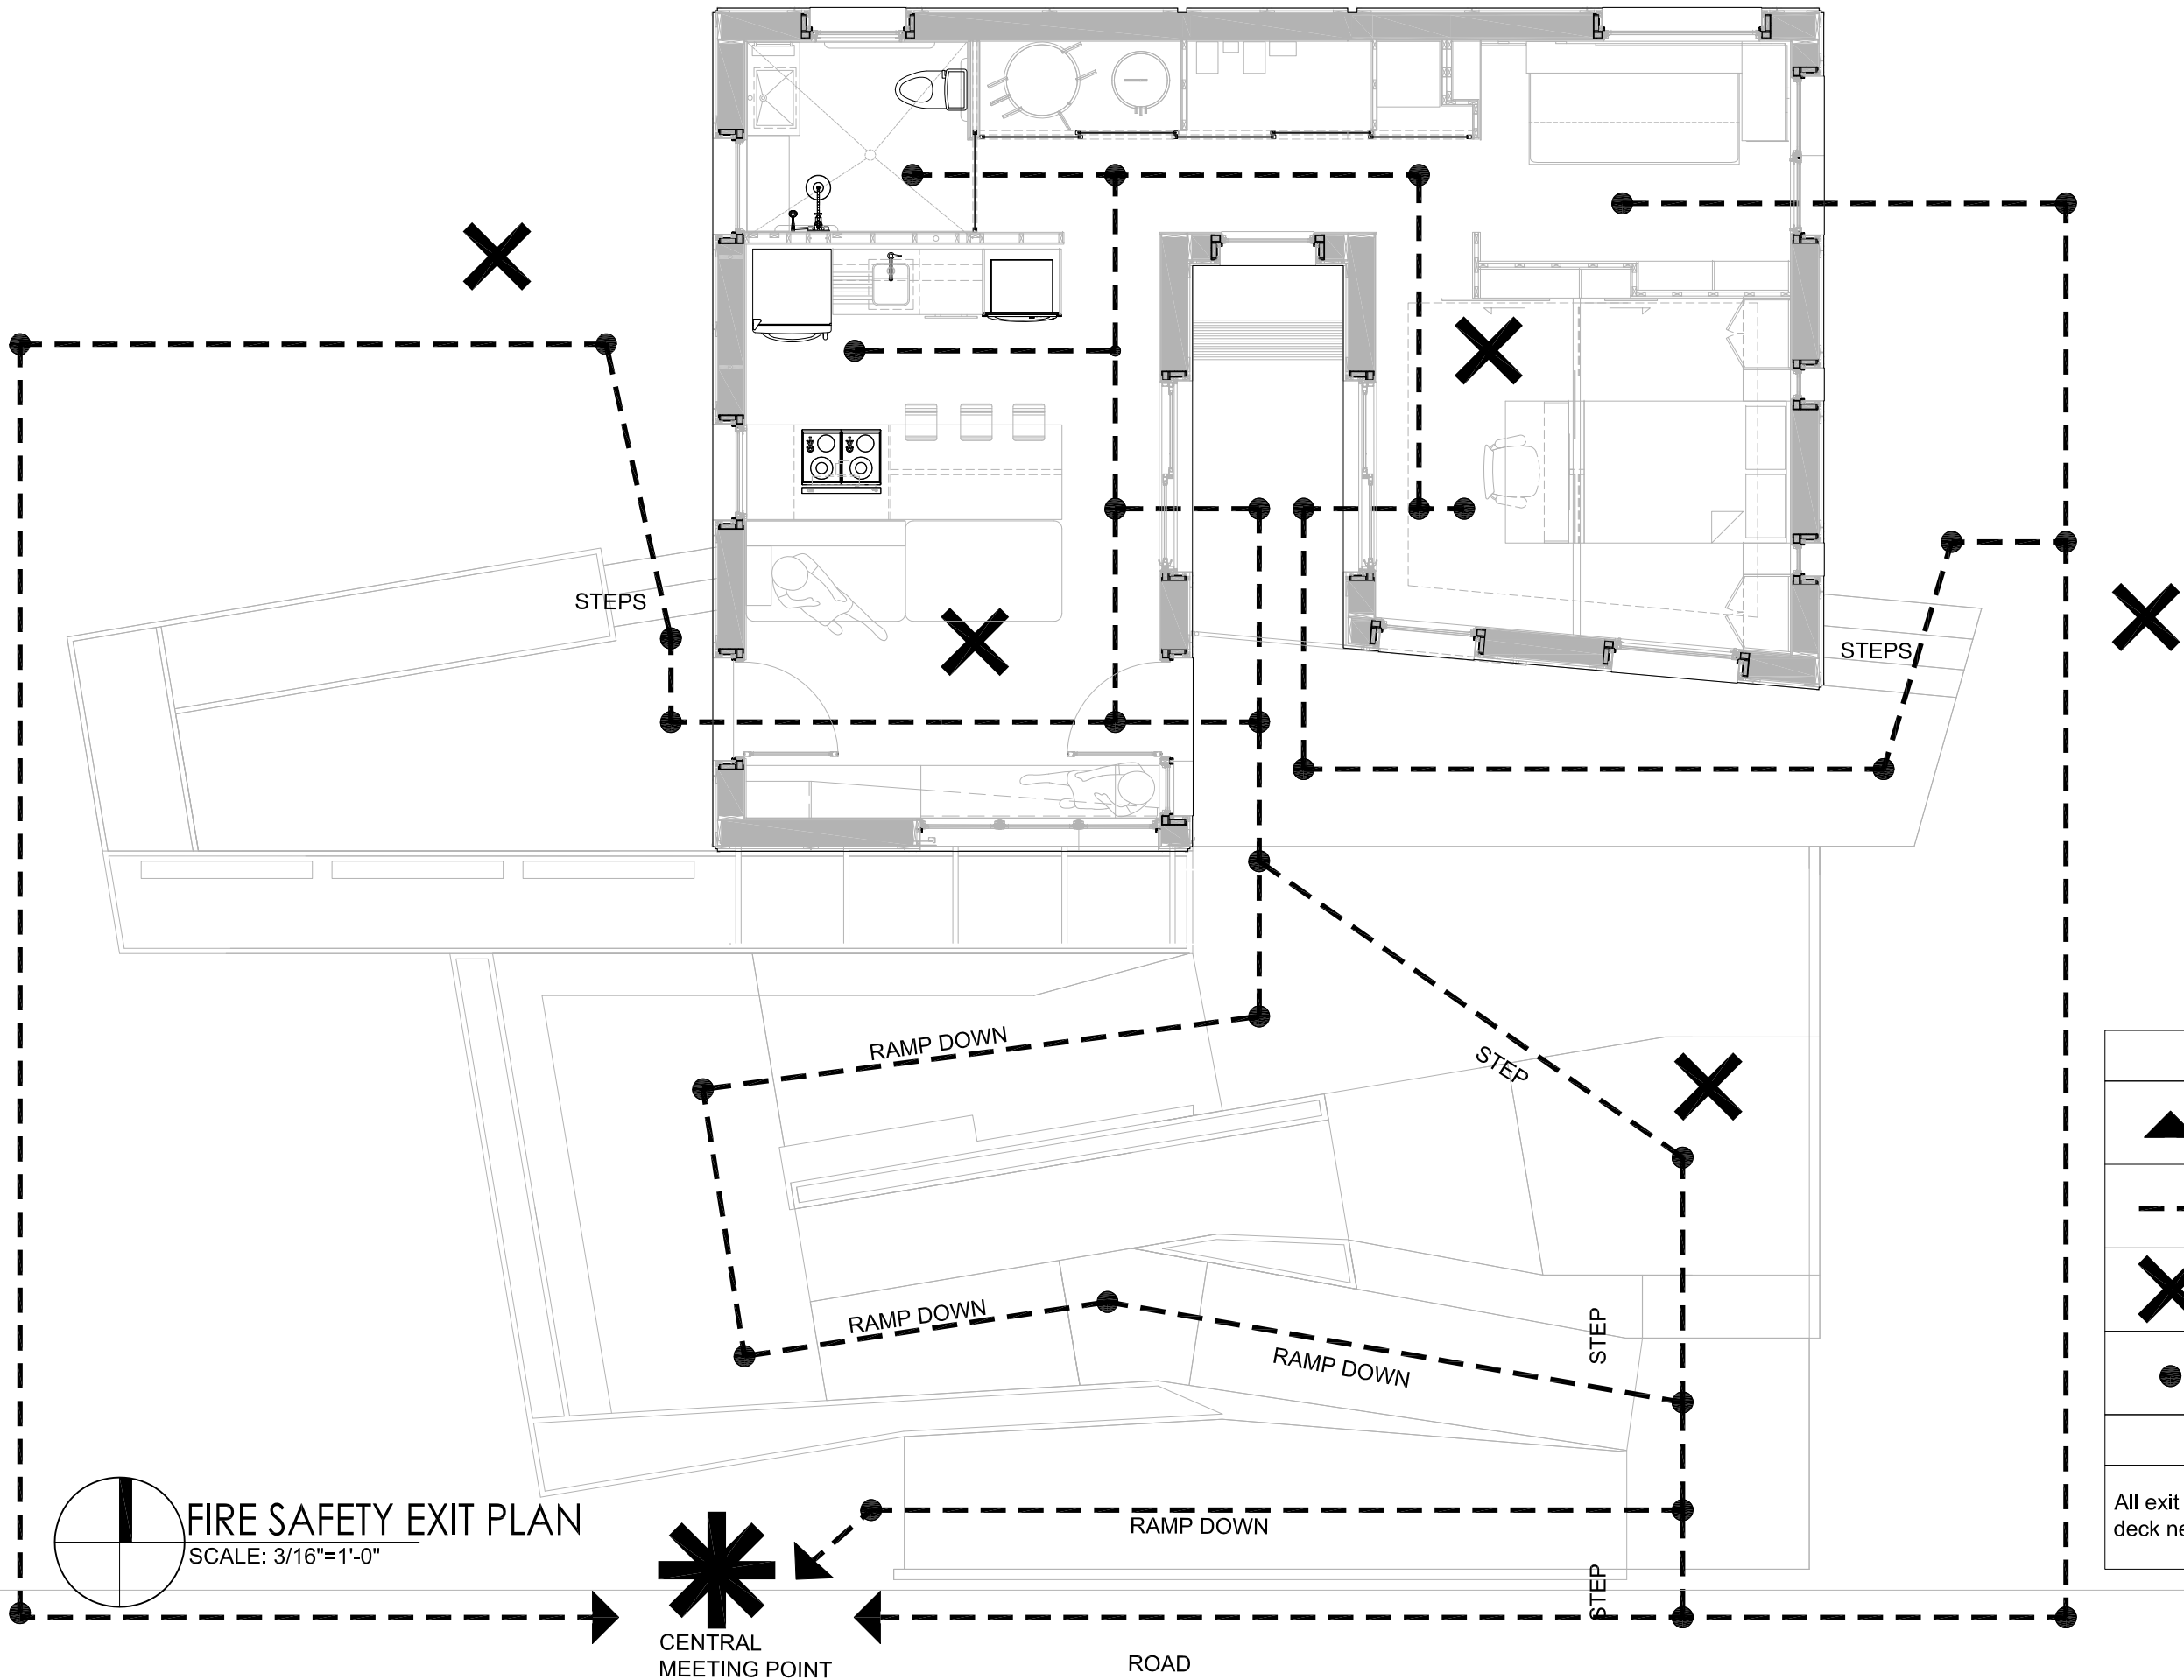 STEPS
STEPS
RAMP DOWN
STEP
RAMP DOWN
RAMP DOWN
STEP
All exit
deck ne
FIRE SAFETY EXIT PLAN
SCALE: 3/16"=1'-0"
RAMP DOWN
STEP
CENTRAL
MEETING POINT
ROAD